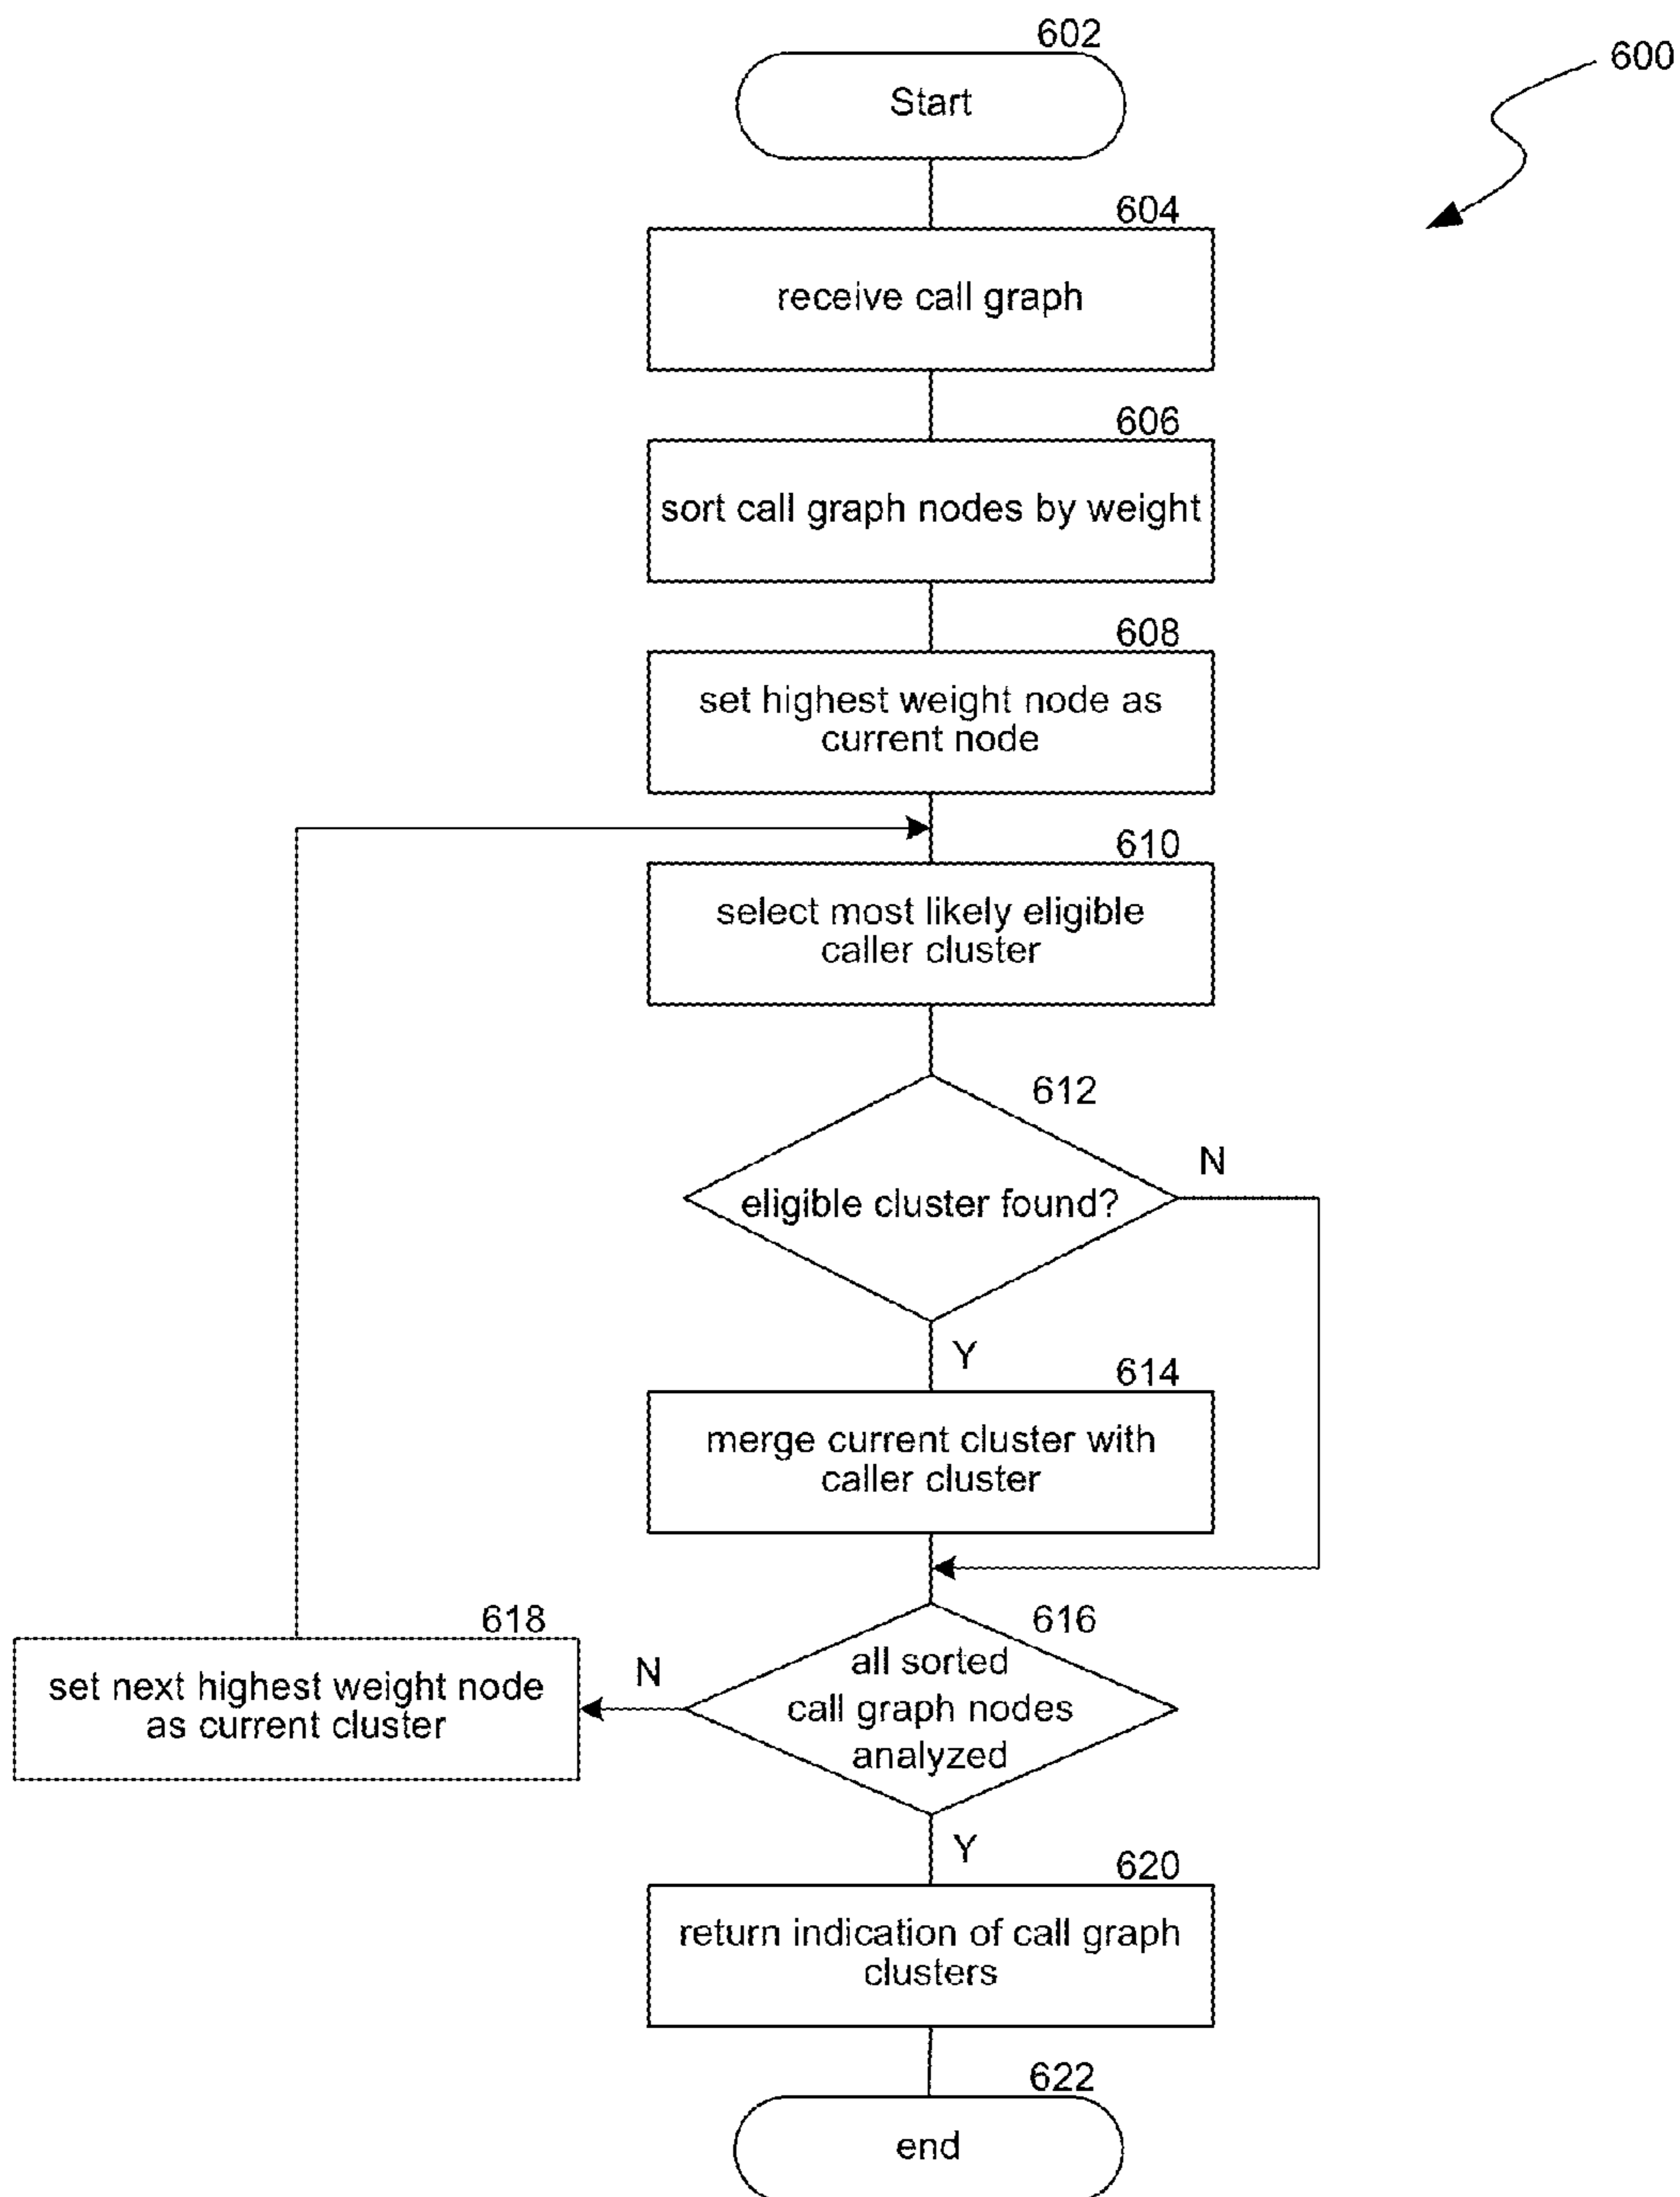 602
600
Start
604
receive call graph
606
sort call graph nodes by weight
608
set highest weight node as
current node
610
select most likely eligible
caller cluster
612
N
eligible cluster found?
Y
614
merge current cluster with
caller cluster
616
all sorted
call graph nodes
analyzed
N
618
set next highest weight node
as current cluster
Y
620
return indication of call graph
clusters
622
end